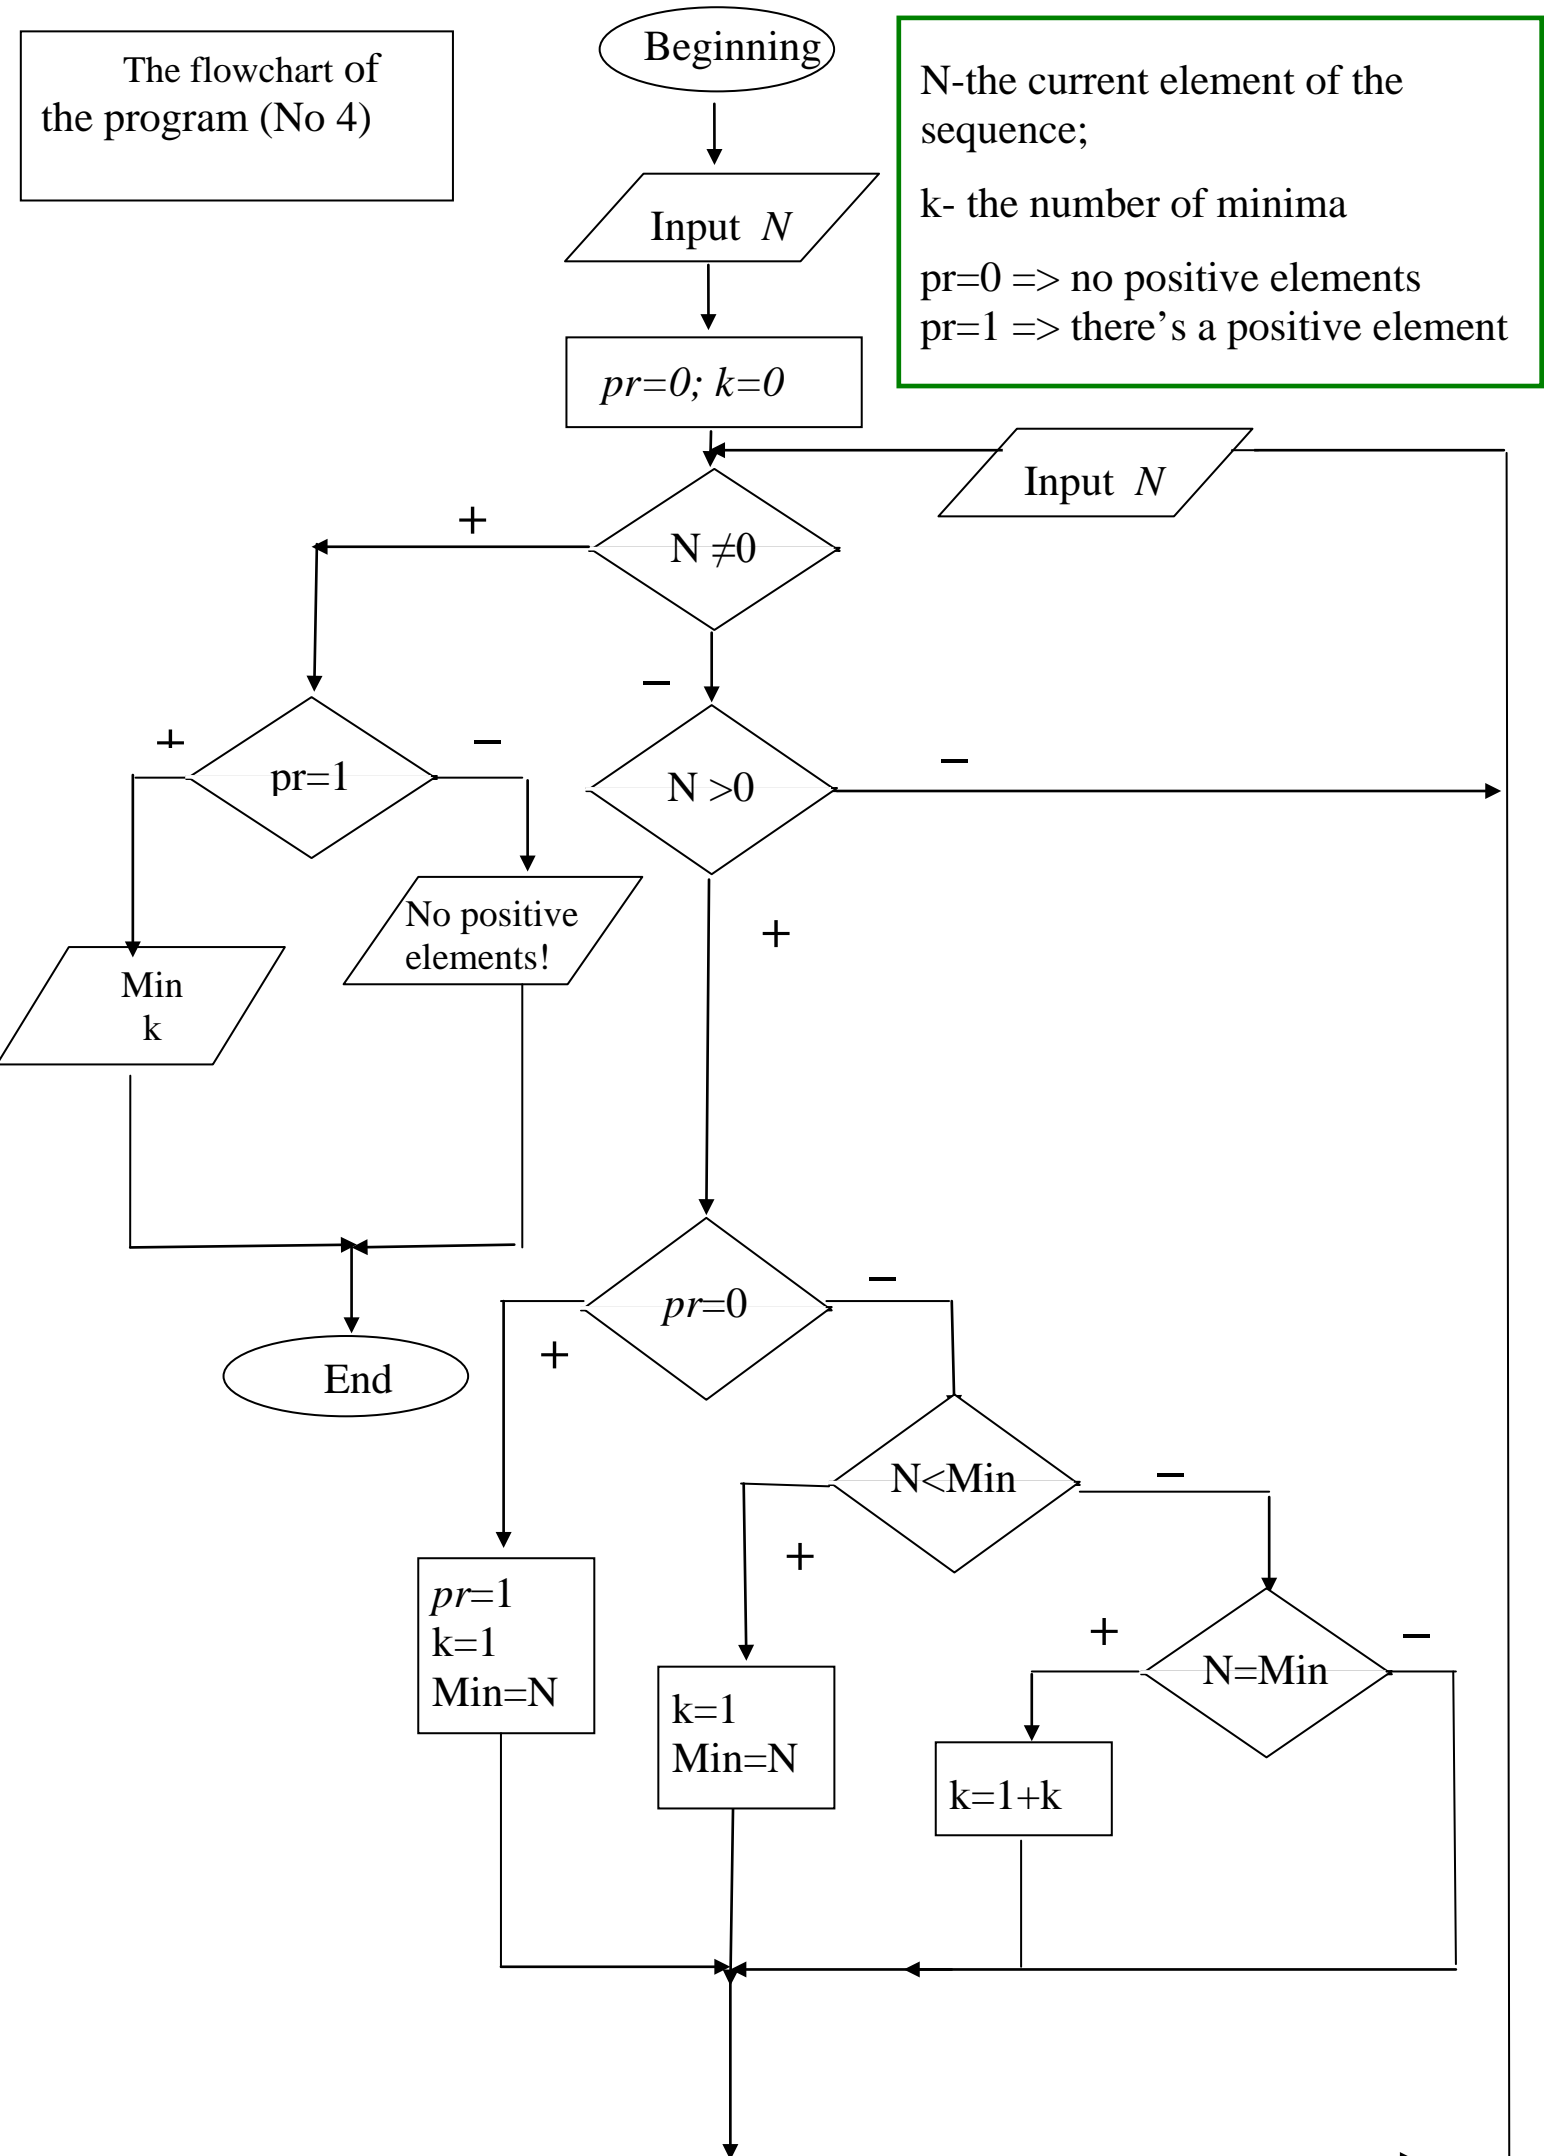 The flowchart of
the program (No 4)
Beginning
N-the current element of the
sequence;
k- the number of minima
pr=0 => no positive elements
pr=1 => there’s a positive element
Input N
pr=0; k=0
Input N
+
N ≠0
–
+
pr=1
–
N >0
–
No positive
elements!
+
Min
k
pr=0
–
+
End
N<Min
–
+
pr=1
k=1
Min=N
+
N=Min
–
k=1
Min=N
k=1+k